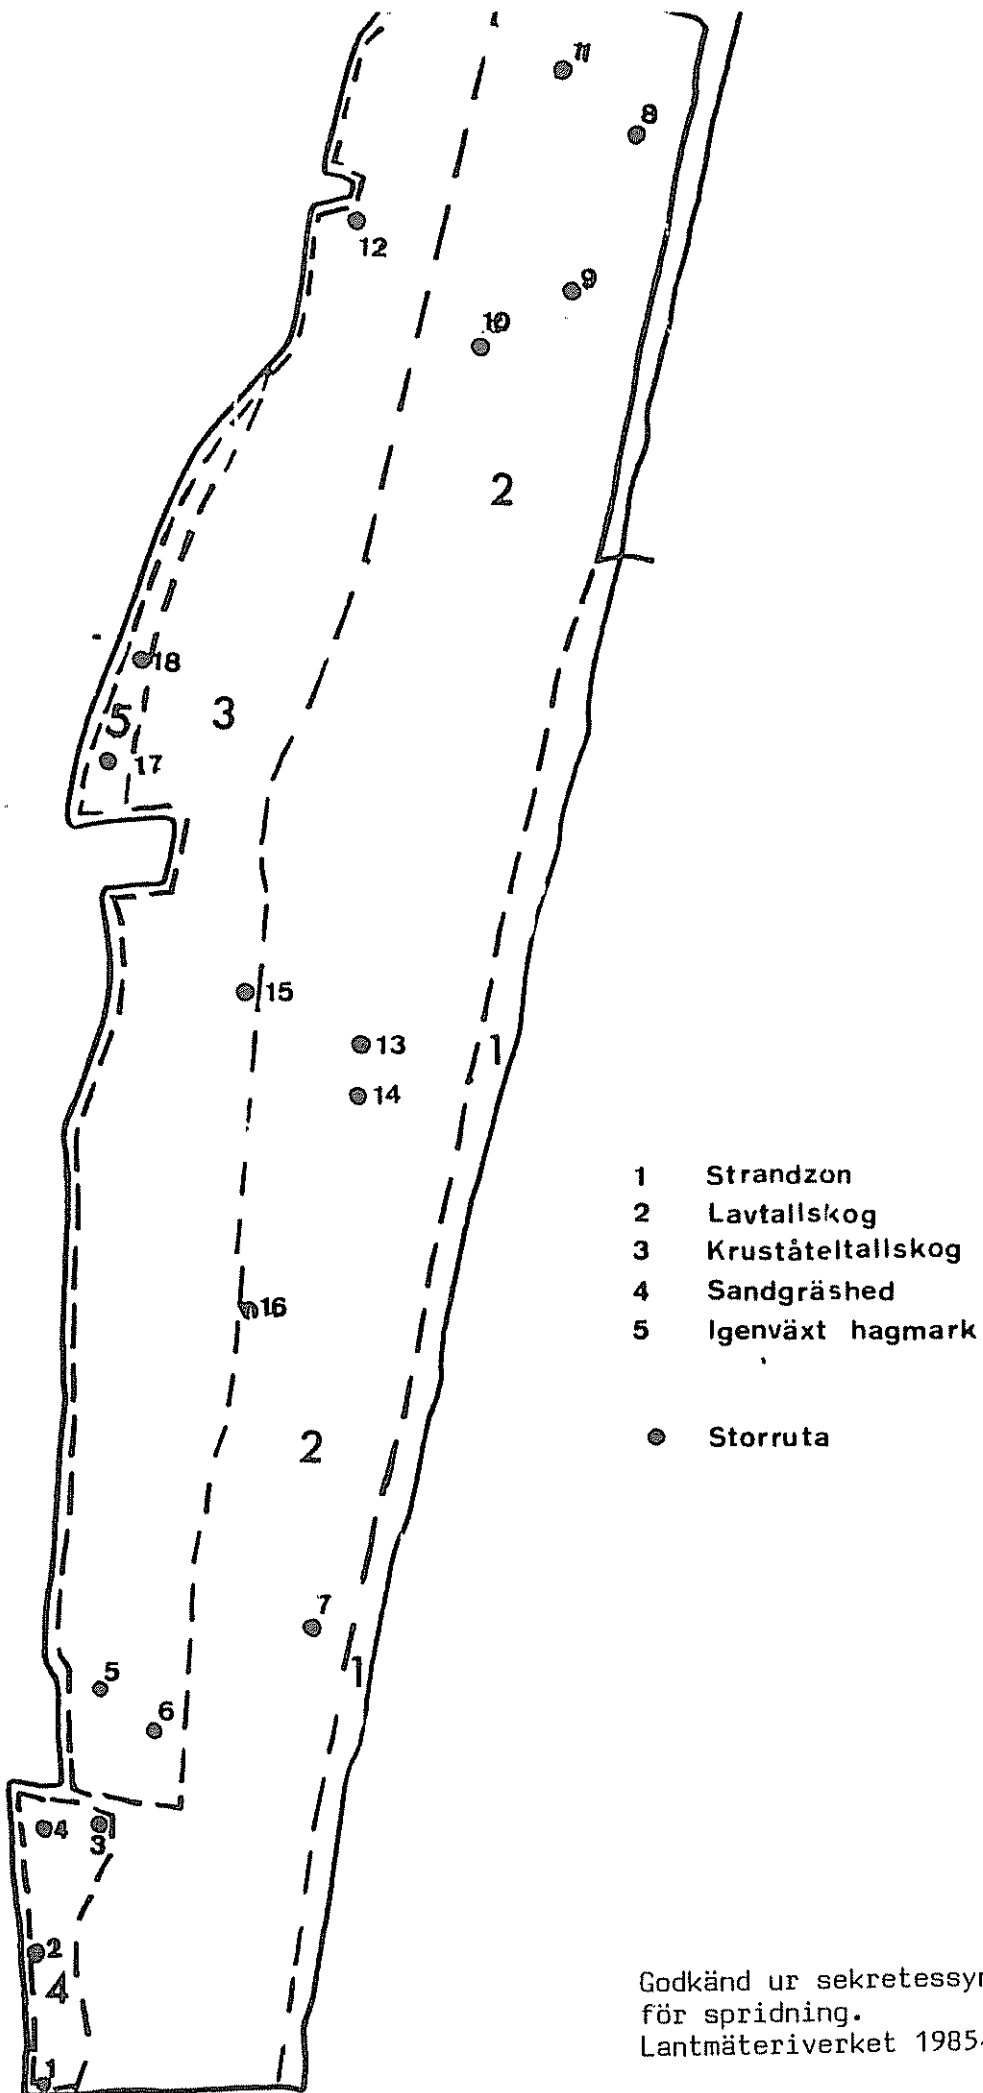 11
8
12
9
10
2
18
5
3
17
15
13
1
14
1 Strandzon
2 Lavtallskog
3 Kruståteltallskog
4 Sandgräshed
5 Igenväxt hagmark
16
Storruta
2
7
1
5
6
4
3
2
4
1
Godkänd ur sekretessyn
för spridning.
Lantmäteriverket 1985-